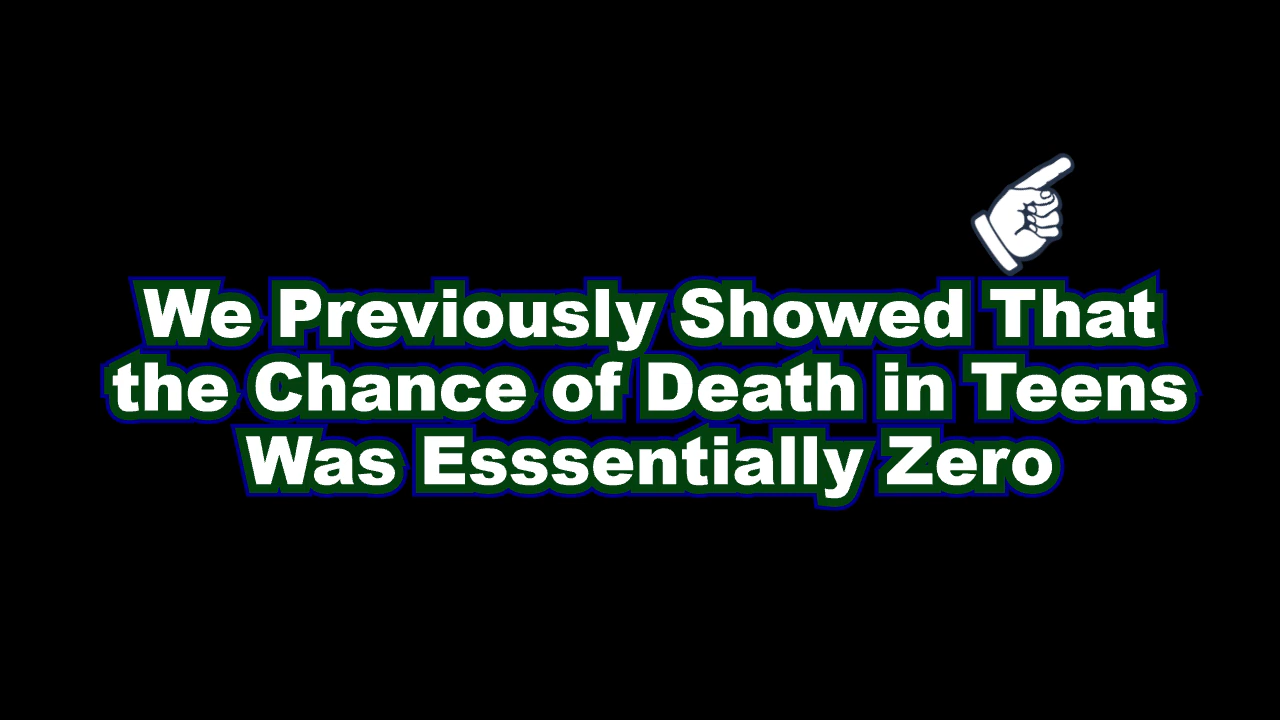 We Previously Showed That
the Chance of Death in Teens
Was Esssentially Zero